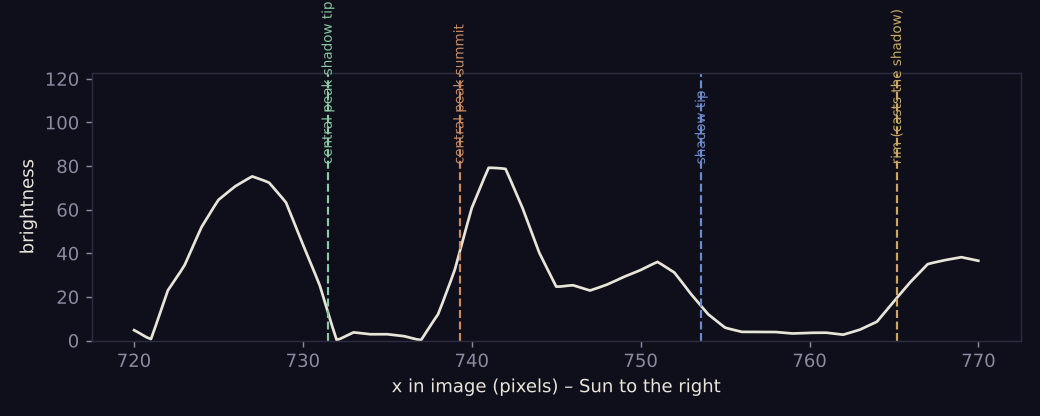 central peak shadow tip
central peak summit
shadow tip
rim (casts the shadow)
120
100
80
60
40
20
0
brightness
720
730
740
750
760
770
x in image (pixels) – Sun to the right